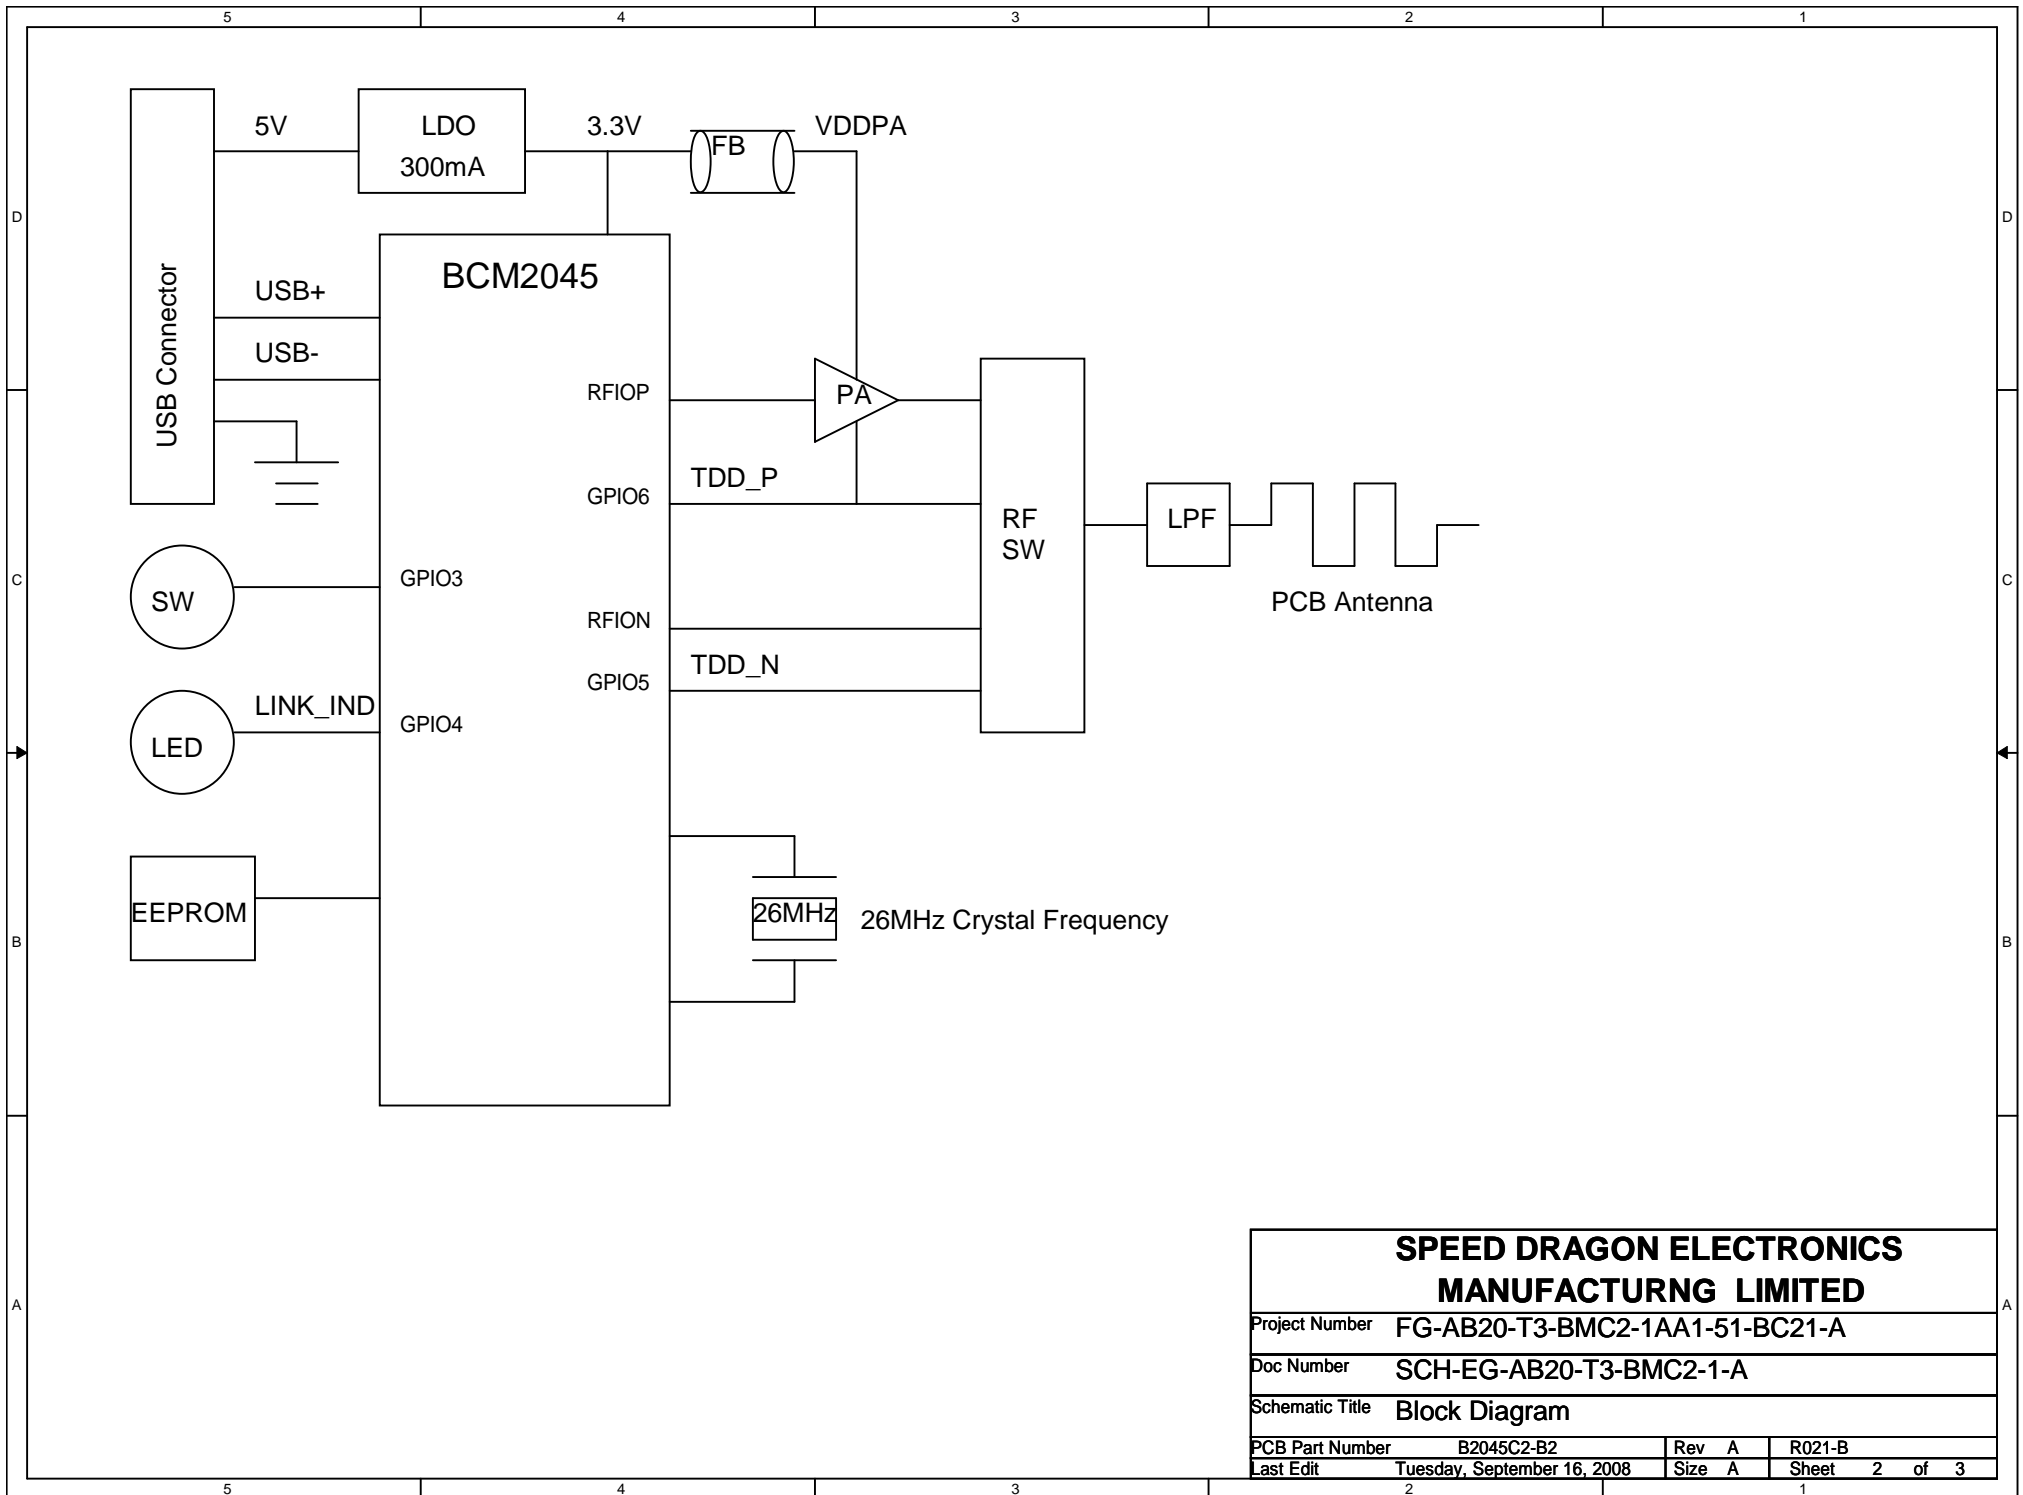 5 4 3 2 1
5V LDO 3.3V FB VDDPA
300mA
D D
USB Connector
BCM2045
USB+
USB-
RFIOP PA
TDD_P
GPIO6
RF
SW
LPF
PCB Antenna
C C
SW GPIO3
RFION
TDD_N
GPIO5
LINK_IND
LED GPIO4
EEPROM
26MHz 26MHz Crystal Frequency
B B
A A
SPEED DRAGON ELECTRONICS
MANUFACTURNG LIMITED
Project Number FG-AB20-T3-BMC2-1AA1-51-BC21-A
Doc Number SCH-EG-AB20-T3-BMC2-1-A
Schematic Title Block Diagram
PCB Part Number B2045C2-B2 Rev A R021-B
Last Edit Tuesday, September 16, 2008 Size A Sheet 2 of 3
5 4 3 2 1